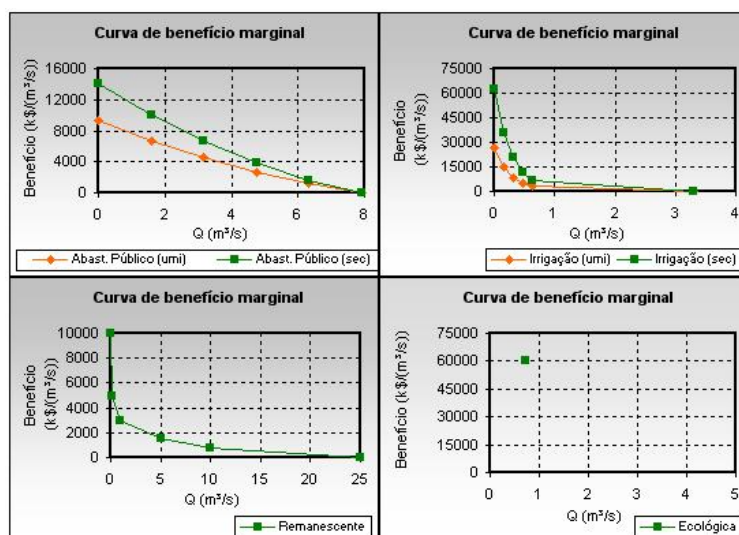 Curva de benefício marginal
Benefício (k$/(m³/s))
16000
12000
8000
4000
0
0 2 4 6 8
Q (m³/s)
Abast. Público (umi) Abast. Público (sec)
Curva de benefício marginal
Benefício
(k$/(m³/s))
75000
60000
45000
30000
15000
0
0 1 2 3 4
Q (m³/s)
Irrigação (umi) Irrigação (sec)
Curva de benefício marginal
Benefício
(k$/(m³/s))
10000
8000
6000
4000
2000
0
0 5 10 15 20 25
Q (m³/s)
Remanescente
Curva de benefício marginal
Benefício (k$/(m³/s))
75000
60000
45000
30000
15000
0
0 1 2 3 4 5
Q (m³/s)
Ecológica